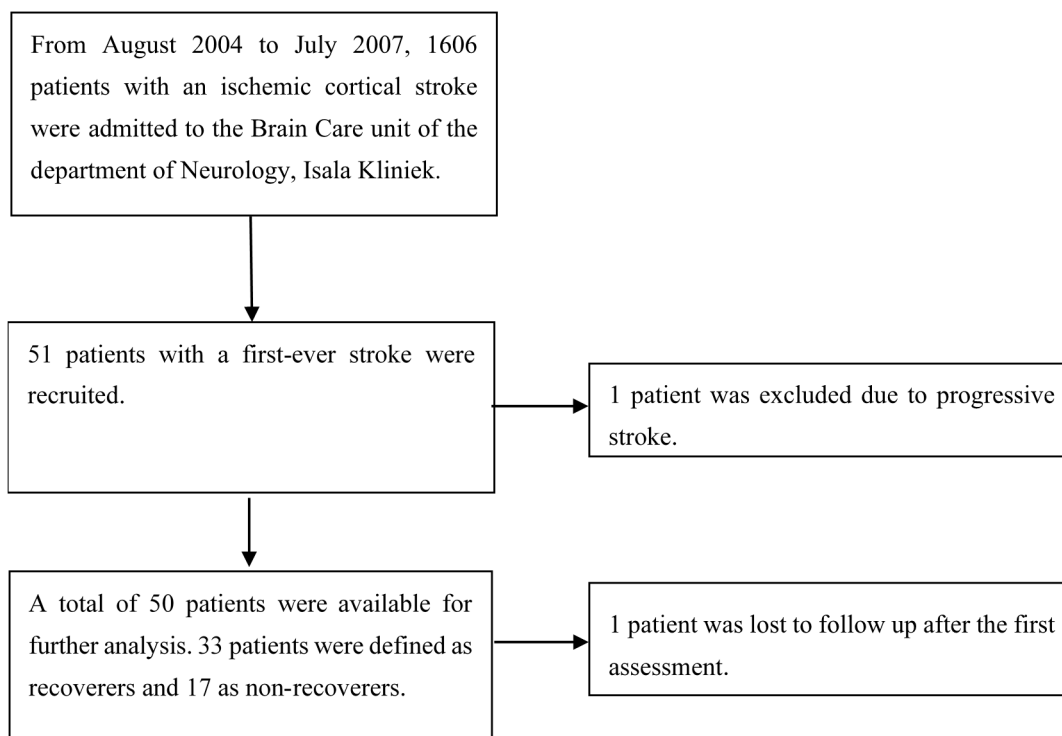 From August 2004 to July 2007, 1606
patients with an ischemic cortical stroke
were admitted to the Brain Care unit of the
department of Neurology, Isala Kliniek.
51 patients with a first-ever stroke were
recruited.
1 patient was excluded due to progressive
stroke.
A total of 50 patients were available for
further analysis. 33 patients were defined as
recoverers and 17 as non-recoverers.
1 patient was lost to follow up after the first
assessment.